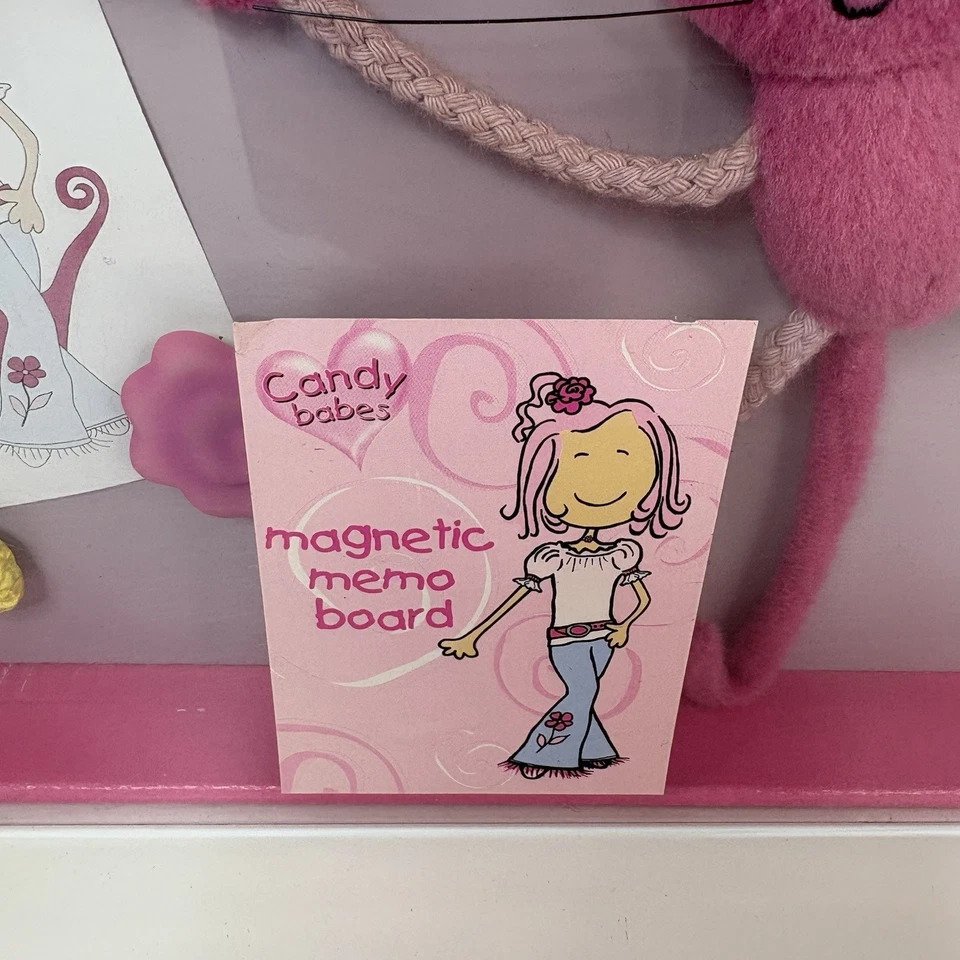 Candy
babes
magnetic
memo
board